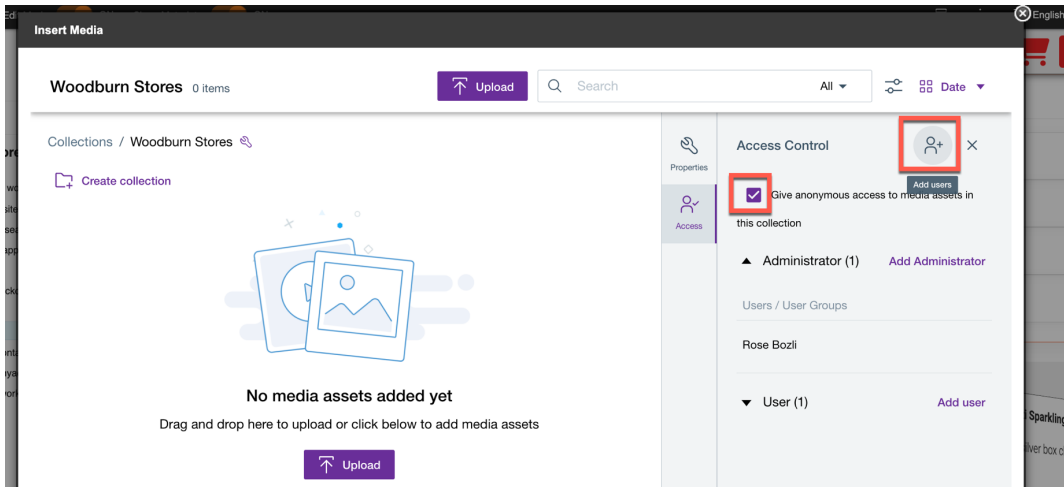 English
Insert Media
Woodburn Stores 0 items
Upload
Search
All
Date
Collections / Woodburn Stores
Create collection
Properties
Access
Access Control
Add users
Give anonymous access to media assets in
this collection
Administrator (1) Add Administrator
Users / User Groups
Rose Bozli
User (1) Add user
No media assets added yet
Drag and drop here to upload or click below to add media assets
Upload
Sparkling